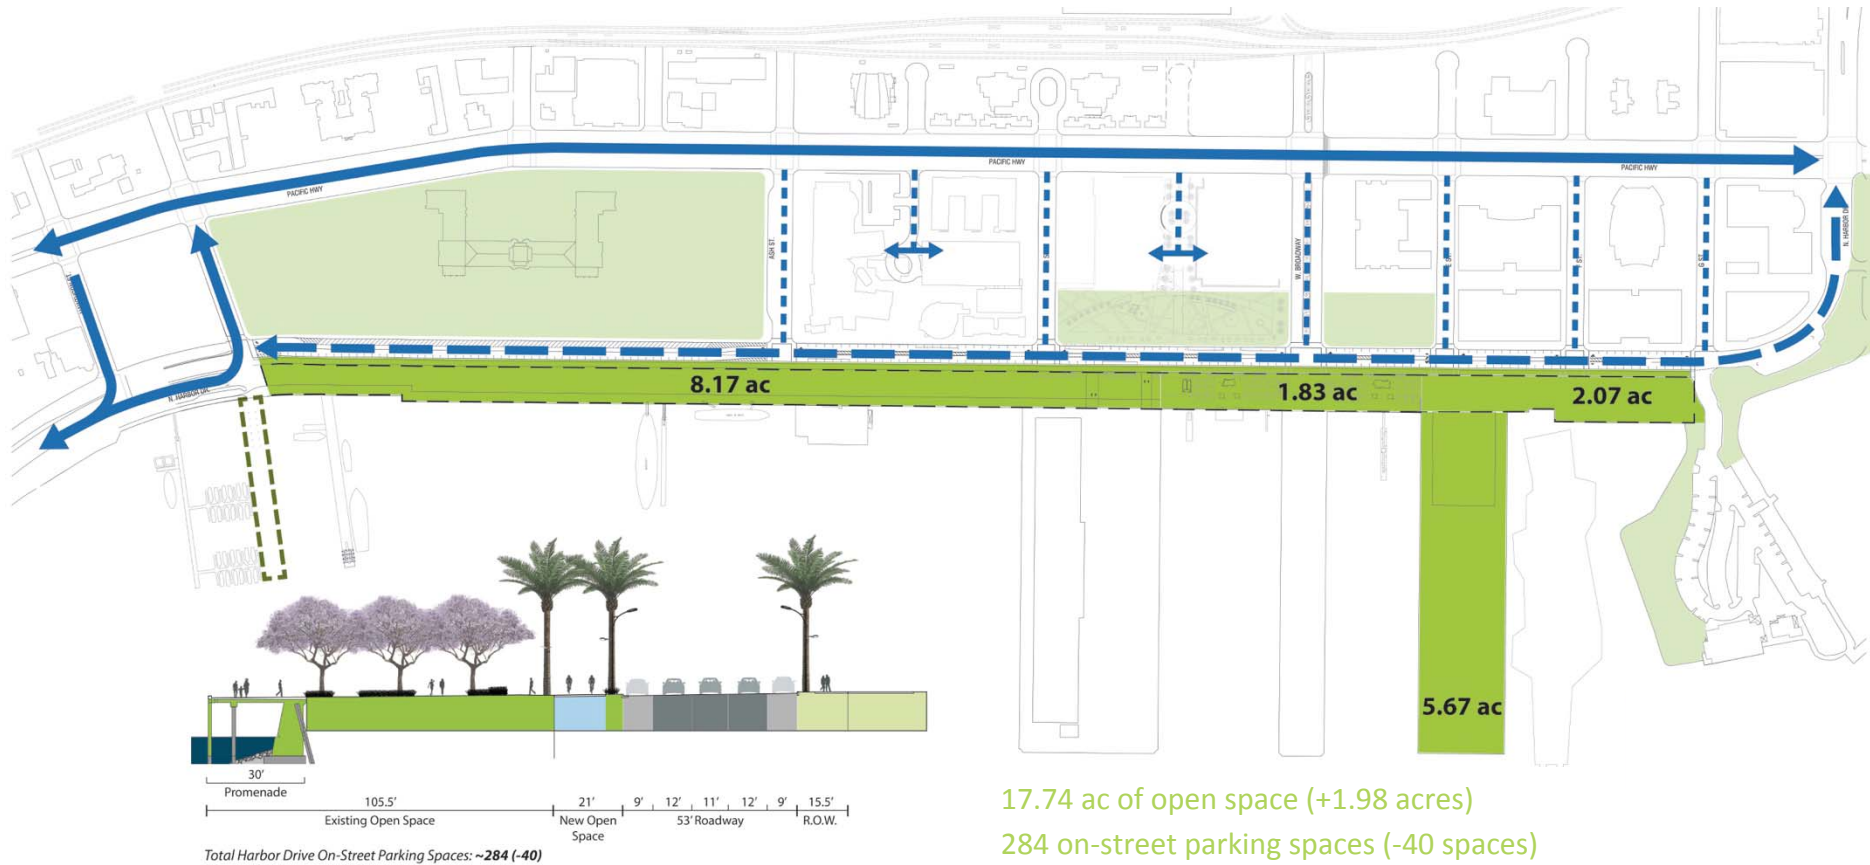 PACIFIC HWY
PACIFIC HWY
PACIFIC HWY
ASH ST.
W. BROADWAY
G ST.
N. HARBOR DR.
N. HARBOR DR.
8.17 ac
1.83 ac
2.07 ac
5.67 ac
30'
Promenade
105.5'
21'
9'
12'
11'
12'
9'
15.5'
Existing Open Space
New Open
Space
53' Roadway
R.O.W.
Total Harbor Drive On-Street Parking Spaces: ~284 (-40)
17.74 ac of open space (+1.98 acres)
284 on-street parking spaces (-40 spaces)